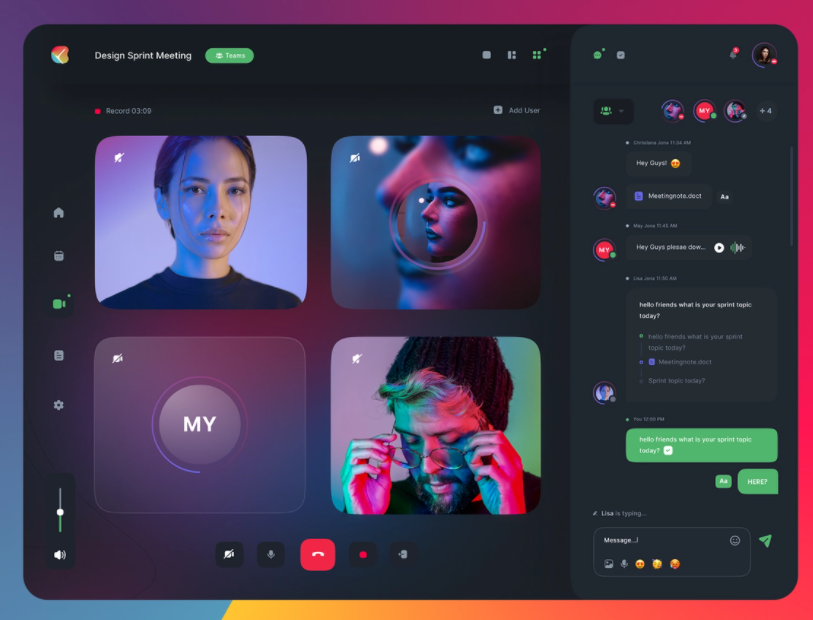 Design Sprint Meeting
Teams
Record 03:09
Add User
MY
MY
+ 4
Christiana Jons 11:04 AM
Hey Guys!
Meetingnote.doct
Aa
May Jona 11:45 AM
MY
Hey Guys plesae dow...
Lisa Jons 11:50 AM
hello friends what is your sprint
topic
today?
hello friends what is your sprint
topic today?
Meetingnote.doct
Sprint topic today?
You 12:00 PM
hello friends what is your sprint topic
today?
Aa
HERE?
Lisa is typing...
Message...|